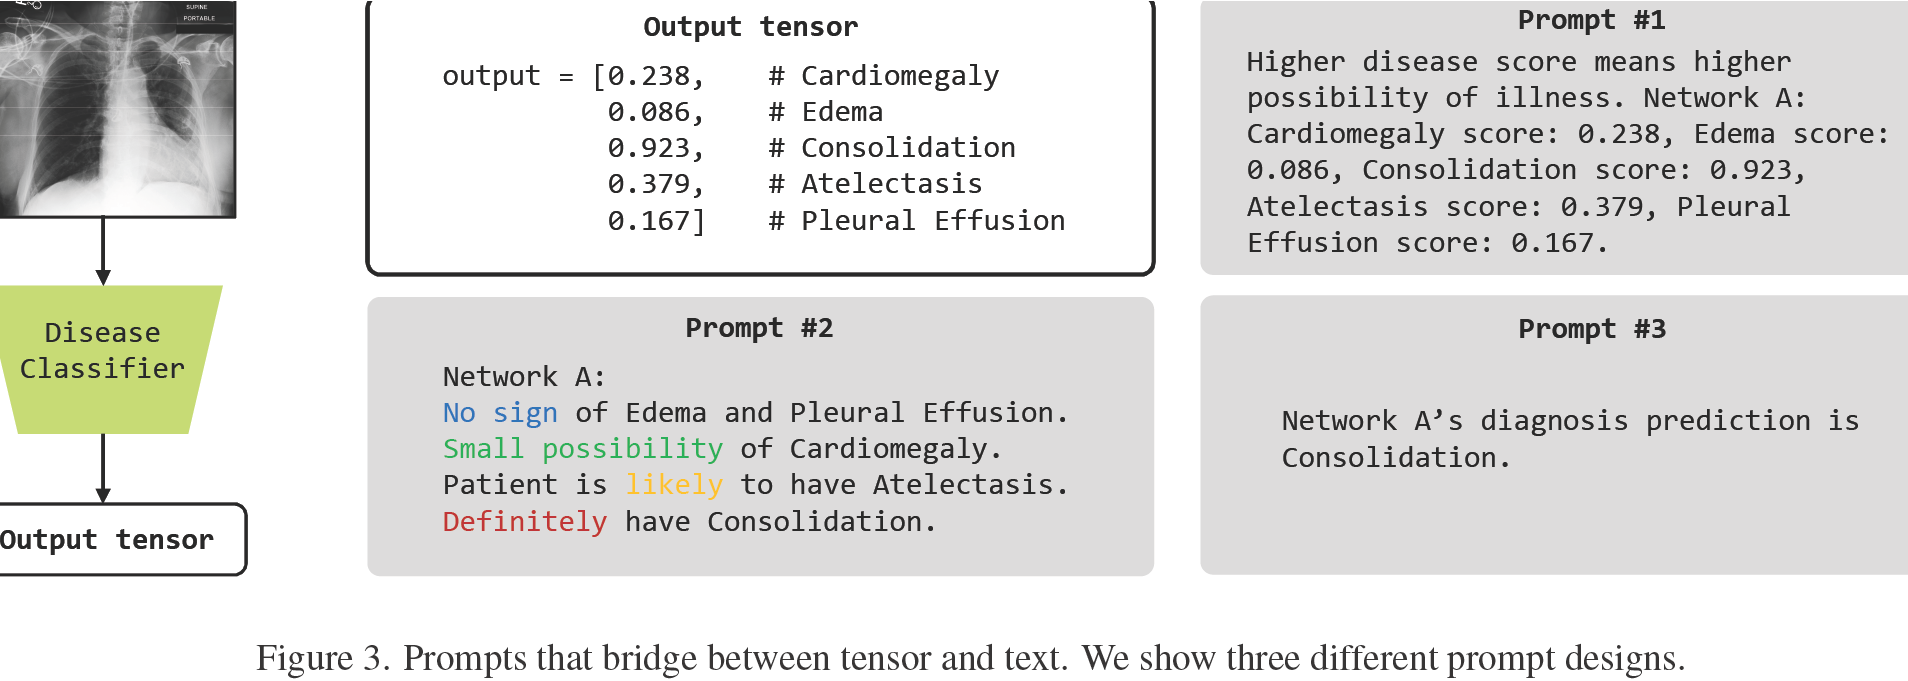 SUPINE
PORTABLE
Disease
Classifier
Output tensor
Output tensor
output = [0.238, # Cardiomegaly
0.086, # Edema
0.923, # Consolidation
0.379, # Atelectasis
0.167] # Pleural Effusion
Prompt #1
Higher disease score means higher
possibility of illness. Network A:
Cardiomegaly score: 0.238, Edema score:
0.086, Consolidation score: 0.923,
Atelectasis score: 0.379, Pleural
Effusion score: 0.167.
Prompt #2
Network A:
No sign of Edema and Pleural Effusion.
Small possibility of Cardiomegaly.
Patient is likely to have Atelectasis.
Definitely have Consolidation.
Prompt #3
Network A’s diagnosis prediction is
Consolidation.
Figure 3. Prompts that bridge between tensor and text. We show three different prompt designs.